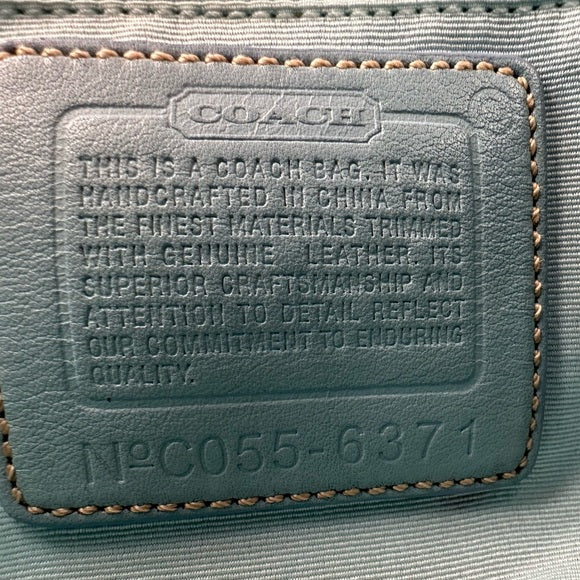 COACH
THIS IS A COACH BAG. IT WAS
HANDCRAFTED IN CHINA FROM
THE FINEST MATERIALS TRIMMED
WITH GENUINE LEATHER. ITS
SUPERIOR CRAFTSMANSHIP AND
ATTENTION TO DETAIL REFLECT
OUR COMMITMENT TO ENDURING
QUALITY.
NºC055-6371